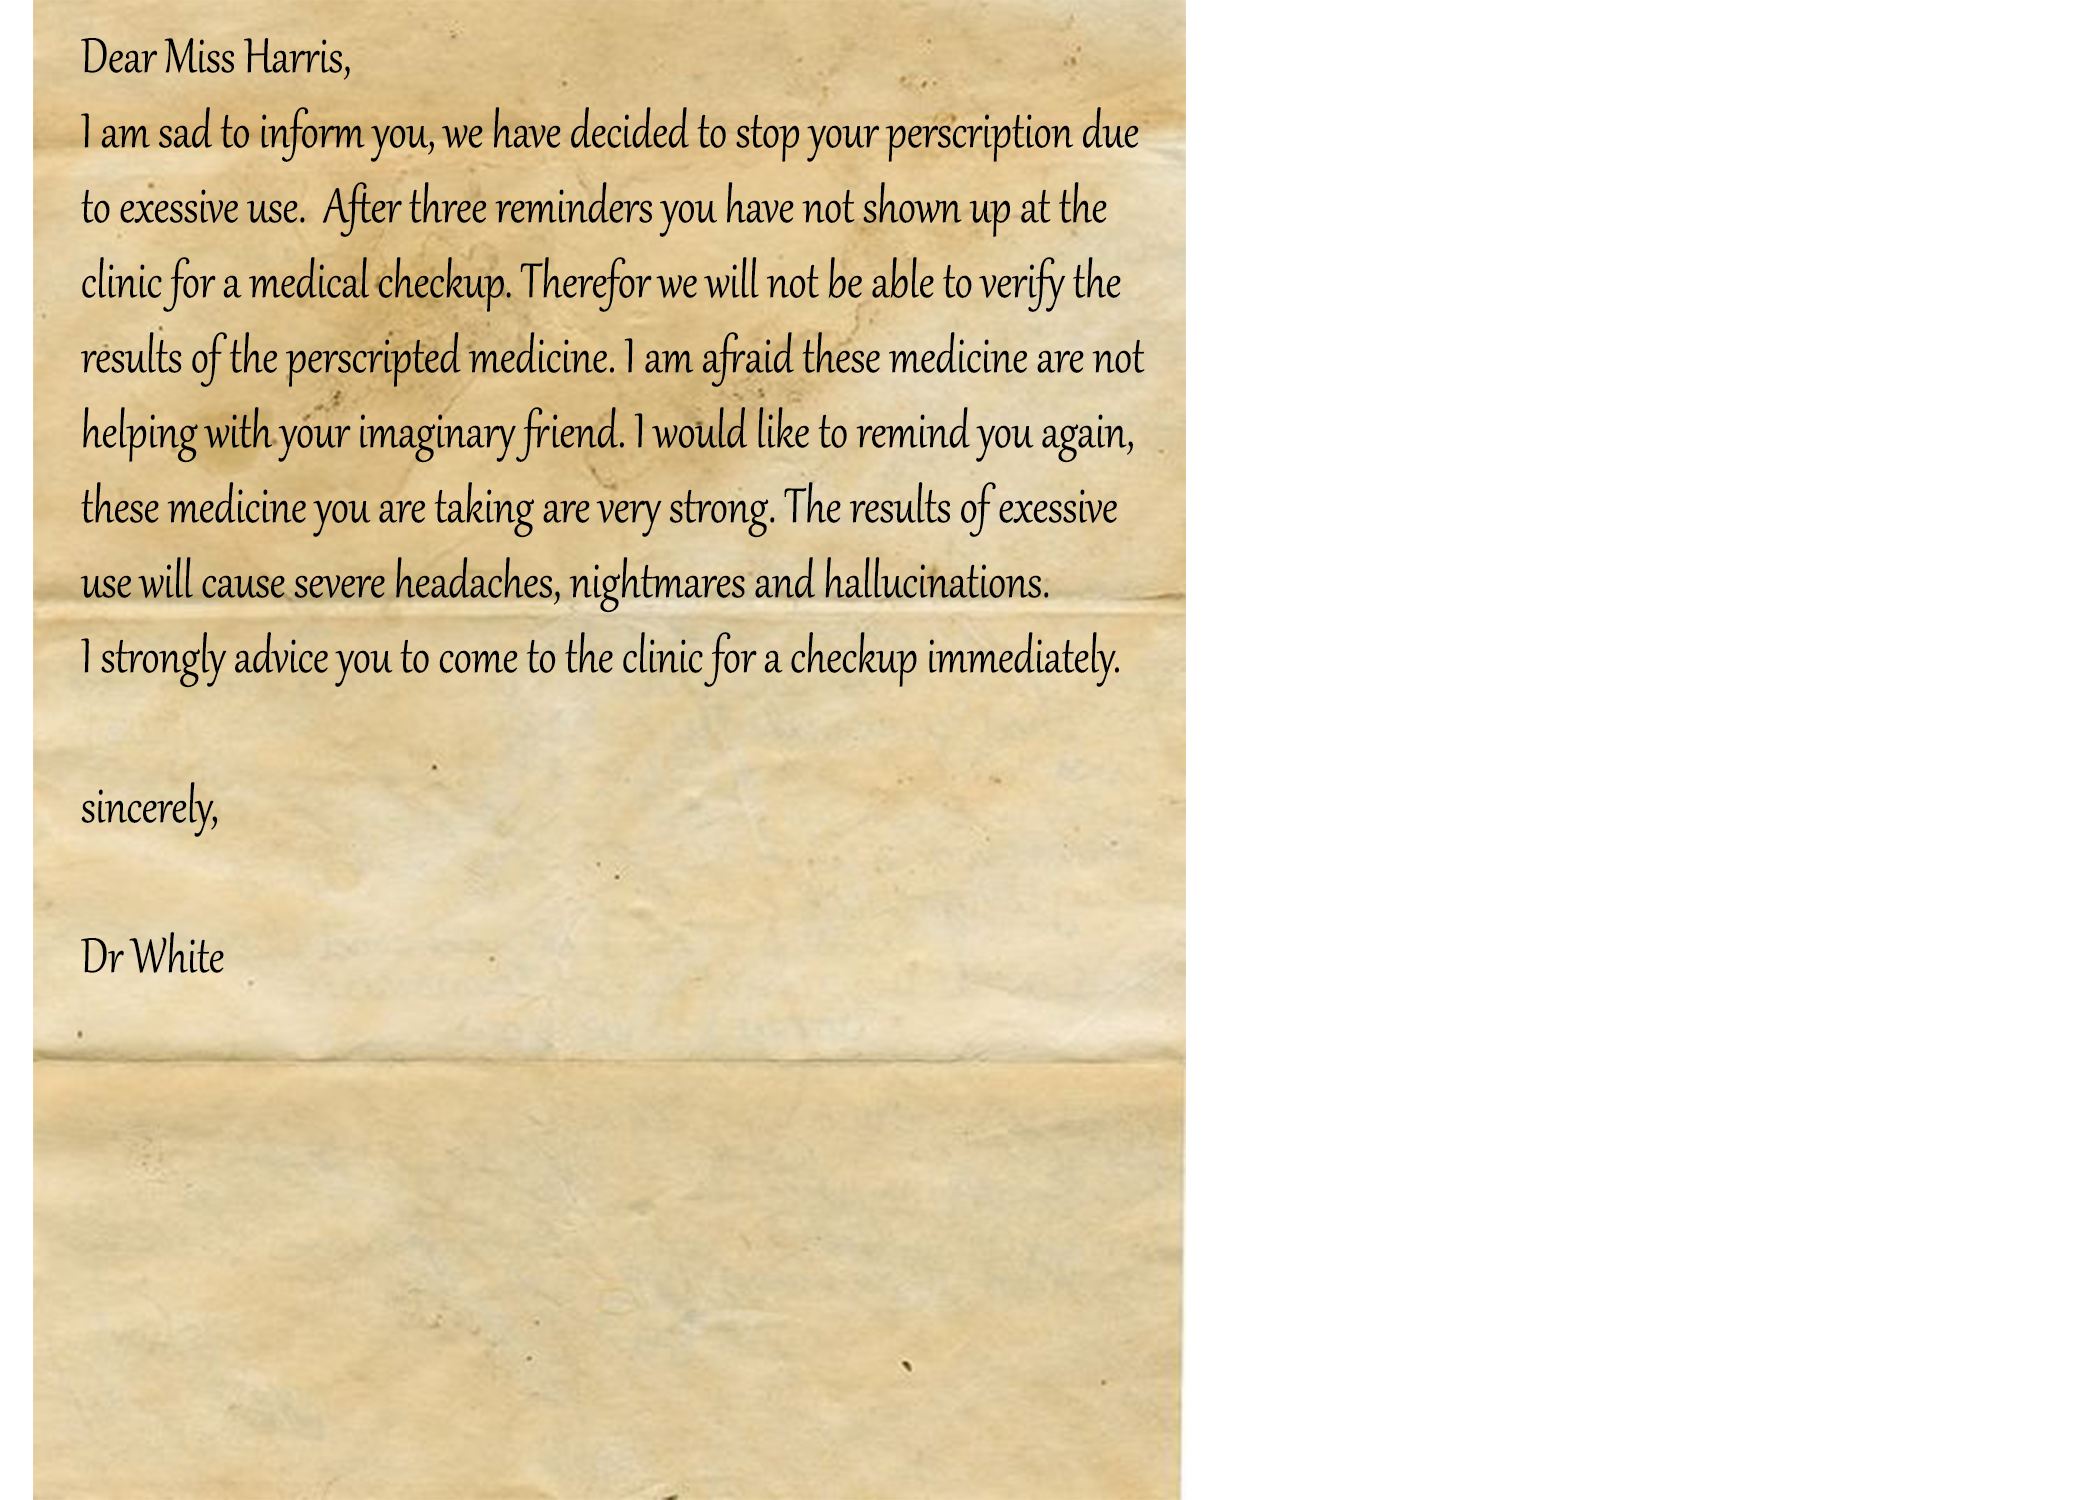 Dear Miss Harris,
I am sad to inform you, we have decided to stop your perscription due
to exessive use.  After three reminders you have not shown up at the
clinic for a medical checkup. Therefor we will not be able to verify the
results of the perscripted medicine. I am afraid these medicine are not
helping with your imaginary friend. I would like to remind you again,
these medicine you are taking are very strong. The results of exessive
use will cause severe headaches, nightmares and hallucinations.
I strongly advice you to come to the clinic for a checkup immediately.
sincerely,
Dr White